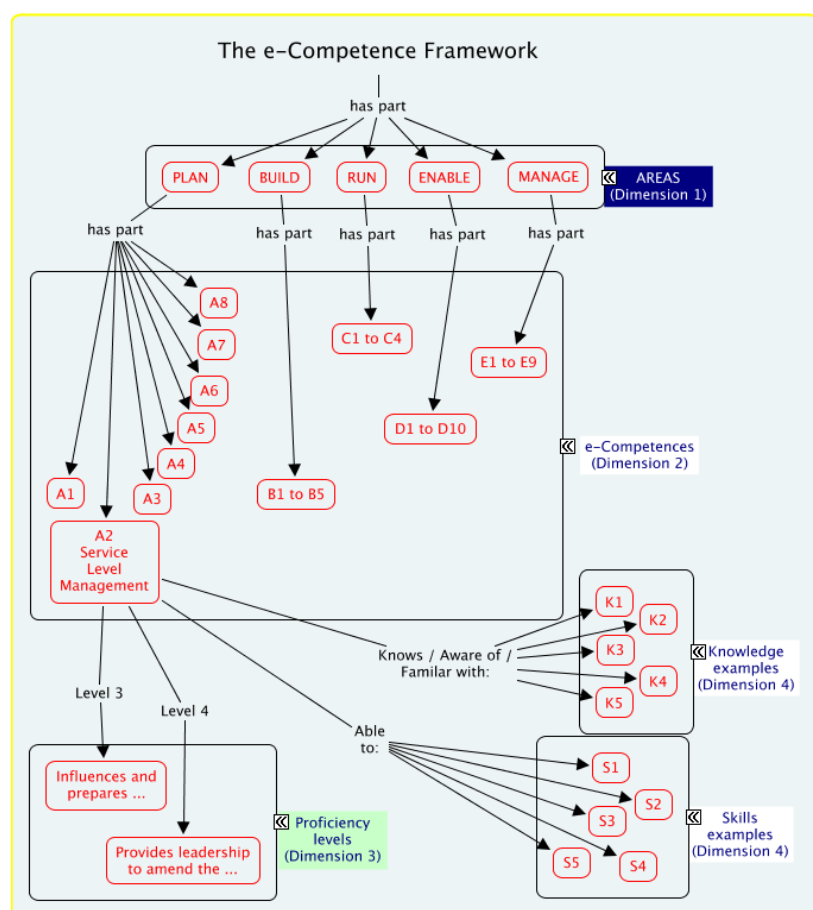 The e-Competence Framework
has part
PLAN
BUILD
RUN
ENABLE
MANAGE
AREAS
(Dimension 1)
has part
has part
has part
has part
has part
A8
A7
A6
A5
A4
A3
A1
C1 to C4
E1 to E9
D1 to D10
B1 to B5
e-Competences
(Dimension 2)
A2
Service
Level
Management
Knows / Aware of /
Familar with:
K1
K2
K3
K4
K5
Knowledge
examples
(Dimension 4)
Level 3
Level 4
Able
to:
Influences and
prepares ...
Provides leadership
to amend the ...
Proficiency
levels
(Dimension 3)
S1
S2
S3
S4
S5
Skills
examples
(Dimension 4)